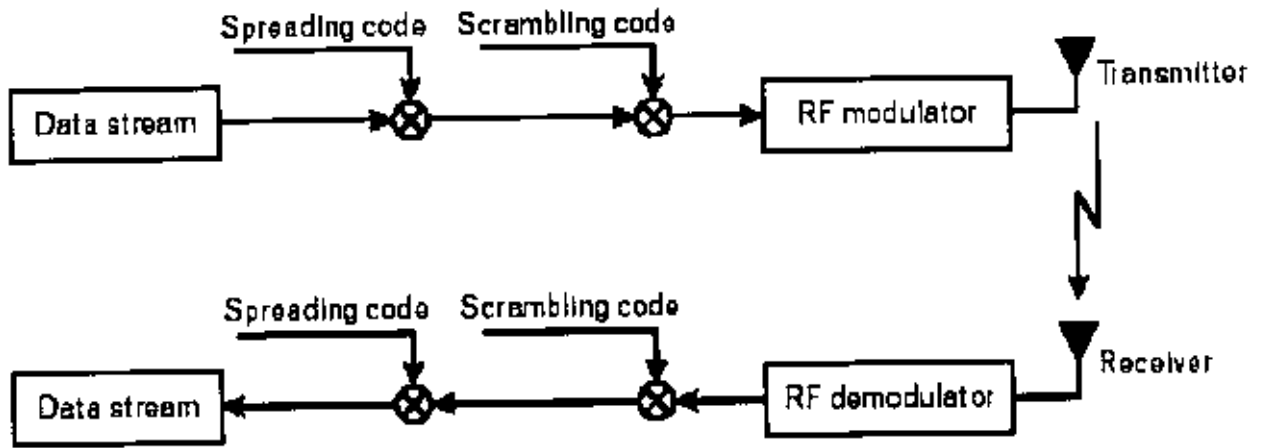 Spreading code
Scrambling code
Transmitter
Data stream
RF modulator
Spreading code
Scrambling code
Receiver
Data stream
RF demodulator